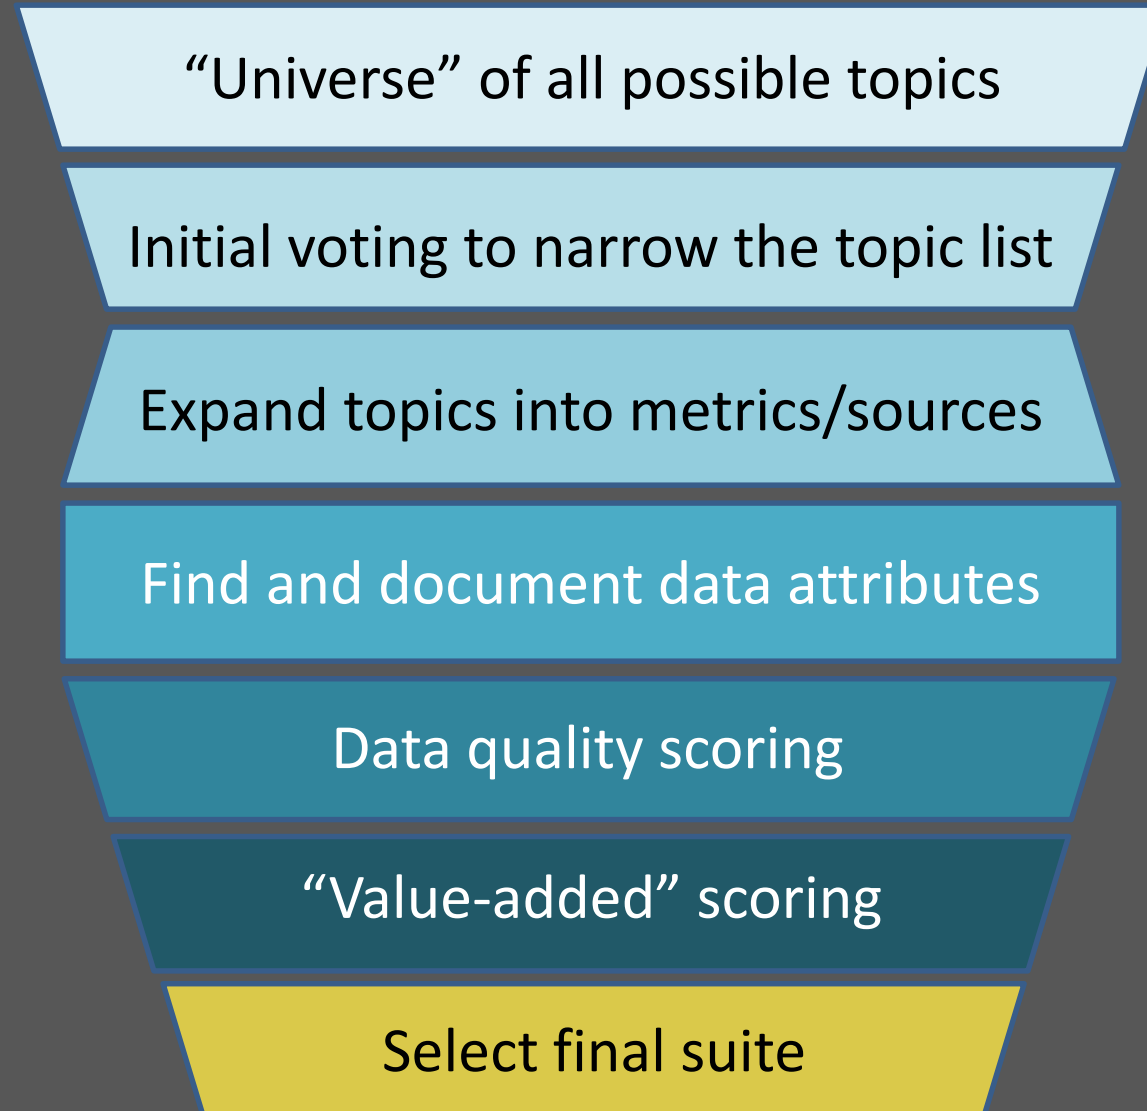 “Universe” of all possible topics
Initial voting to narrow the topic list
Expand topics into metrics/sources
Find and document data attributes
Data quality scoring
“Value-added” scoring
Select final suite